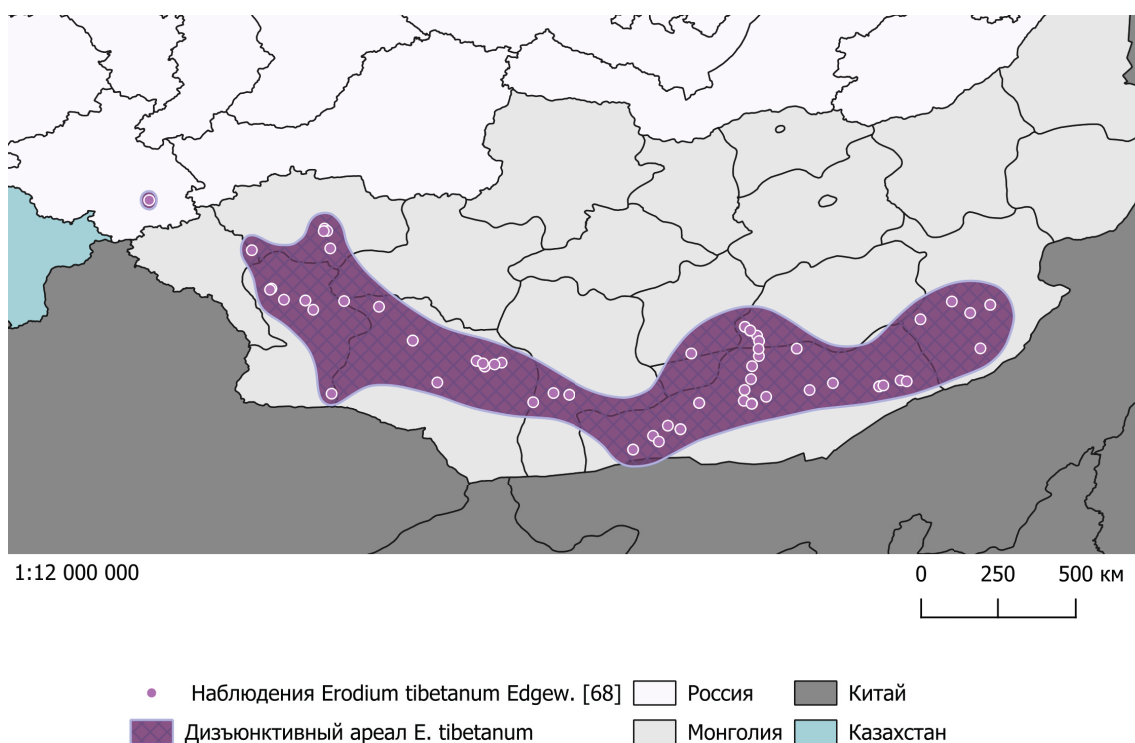 1:12 000 000
0 250 500 км
Наблюдения Erodium tibetanum Edgew. [68]
Россия
Китай
Дизъюнктивный ареал E. tibetanum
Монголия
Казахстан